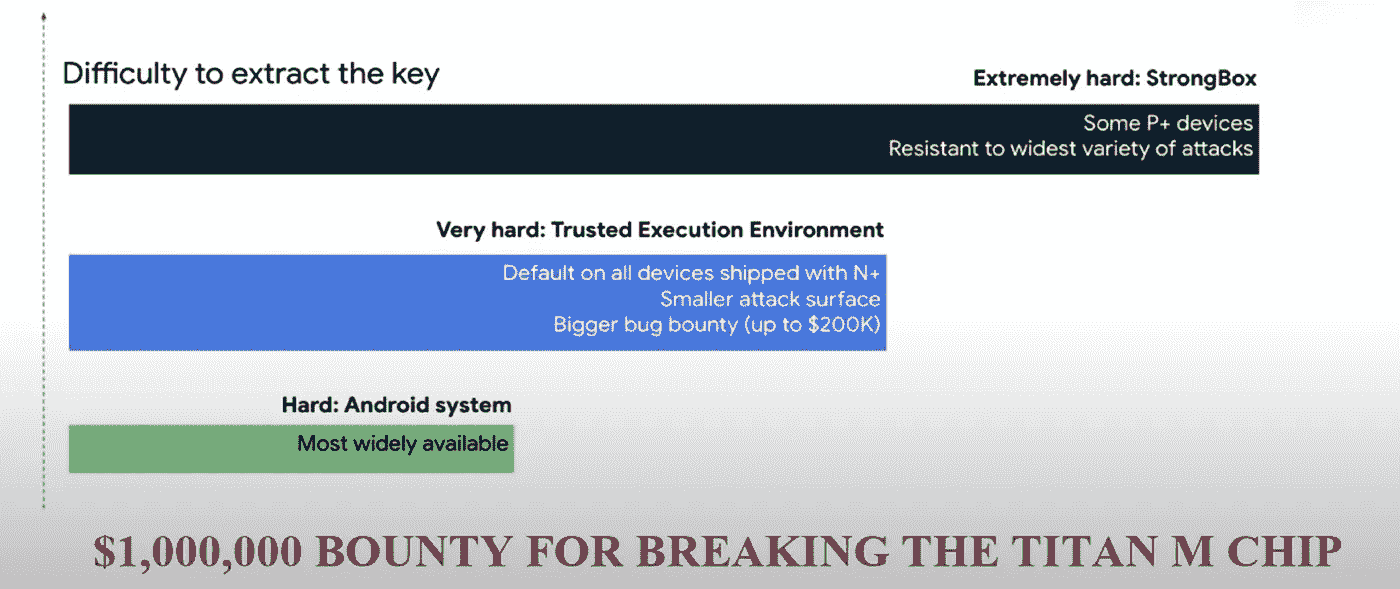 Difficulty to extract the key
Extremely hard: StrongBox
Some P+ devices
Resistant to widest variety of attacks
Very hard: Trusted Execution Environment
Default on all devices shipped with N+
Smaller attack surface
Bigger bug bounty (up to $200K)
Hard: Android system
Most widely available
$1,000,000 BOUNTY FOR BREAKING THE TITAN M CHIP